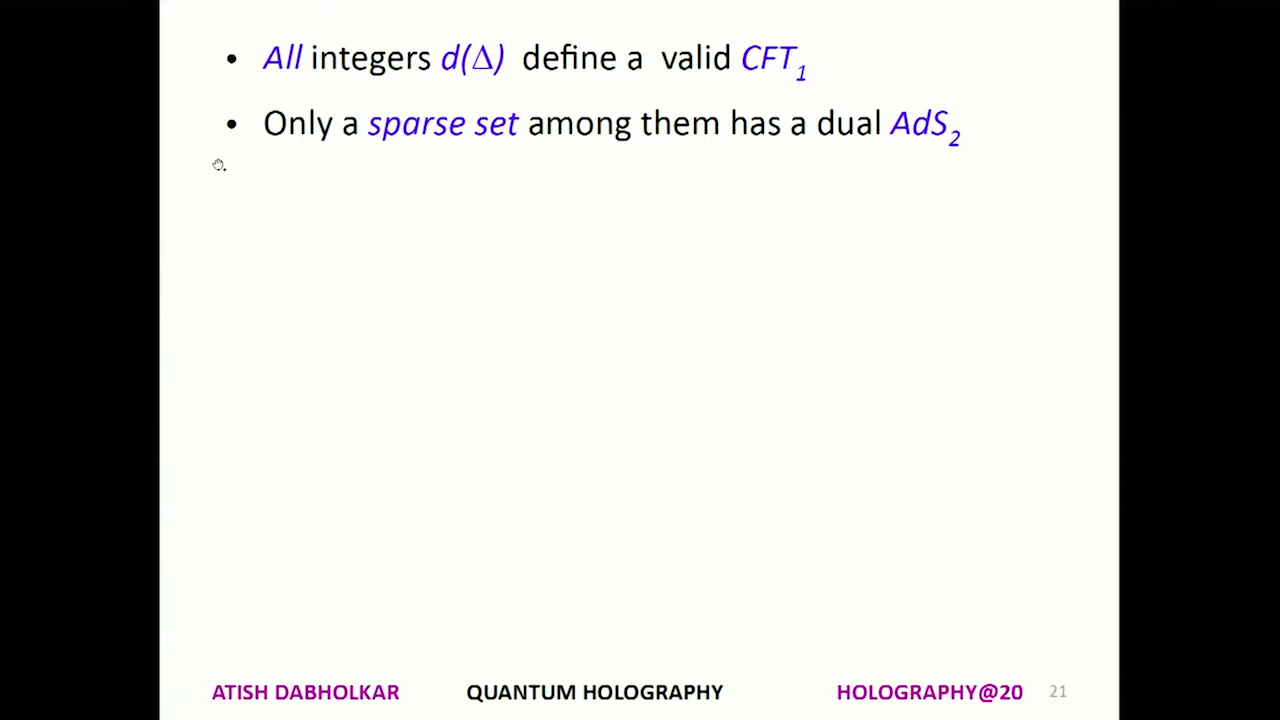 • All integers d(Δ) define a valid CFT₁
• Only a sparse set among them has a dual AdS₂
ATISH DABHOLKAR QUANTUM HOLOGRAPHY HOLOGRAPHY@20 21